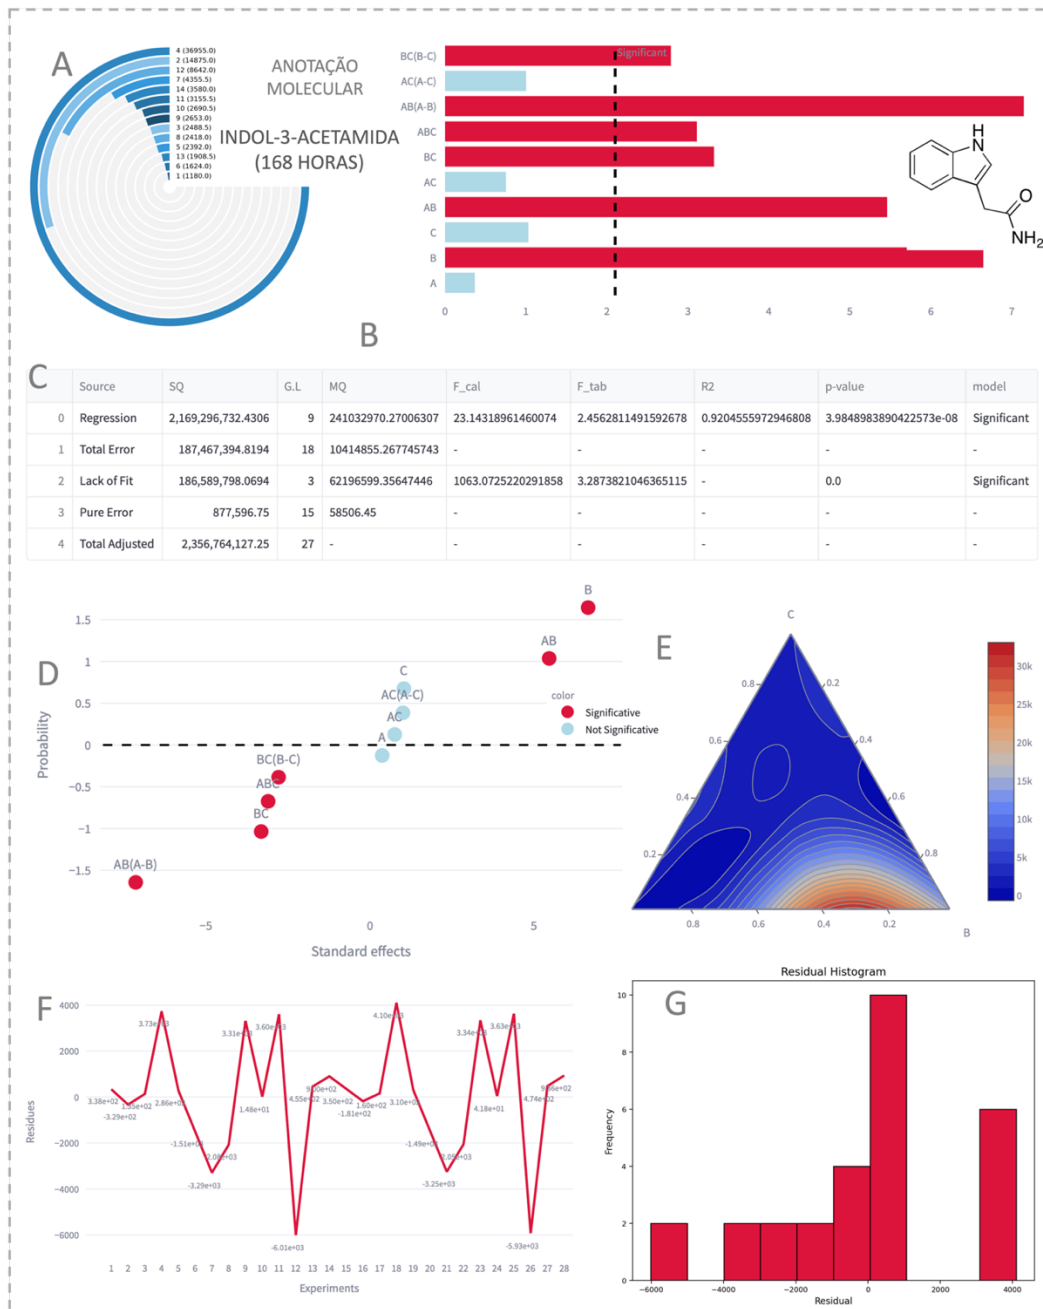 A
4 (36955.0)
2 (14875.0)
12 (8642.0)
7 (4355.5)
14 (3580.0)
11 (3155.5)
10 (2690.5)
9 (2653.0)
3 (2488.5)
8 (2418.0)
5 (2392.0)
13 (1908.5)
6 (1624.0)
1 (1180.0)
ANOTAÇÃO
MOLECULAR
INDOL-3-ACETAMIDA
(168 HORAS)
Significant
BC(B-C)
AC(A-C)
AB(A-B)
ABC
BC
AC
AB
C
B
A
0 1 2 3 4 5 6 7
H
N
O
NH2
B
C
Source SQ G.L MQ F_cal F_tab R2 p-value model
0 Regression 2,169,296,732.4306 9 241032970.27006307 23.14318961460074 2.4562811491592678 0.9204555972946808 3.9848983890422573e-08 Significant
1 Total Error 187,467,394.8194 18 10414855.267745743 - - - - -
2 Lack of Fit 186,589,798.0694 3 62196599.35647446 1063.0725220291858 3.2873821046365115 - 0.0 Significant
3 Pure Error 877,596.75 15 58506.45 - - - - -
4 Total Adjusted 2,356,764,127.25 27 - - - - - -
D
Probability
1.5
1
0.5
0
−0.5
−1
−1.5
B
AB
C
AC(A-C)
AC
A
BC(B-C)
ABC
BC
AB(A-B)
color
Significative
Not Significative
−5 0 5
Standard effects
E
C
0.8 0.2
0.6 0.4
0.4 0.6
0.2 0.8
0.8 0.6 0.4 0.2
B
30k
25k
20k
15k
10k
5k
0
F
Residues
4000
2000
0
−2000
−4000
−6000
3.38e+02
-3.29e+02
1.35e+02
3.73e+03
2.86e+02
-1.51e+03
-3.29e+03
-2.08e+03
3.31e+03
1.48e+01
3.60e+03
-6.01e+03
4.55e+02
9.00e+02
3.50e+02
-1.81e+02
1.60e+02
4.10e+03
3.10e+02
-1.49e+03
-3.25e+03
-2.05e+03
3.34e+03
4.18e+01
3.63e+03
-5.93e+03
4.74e+02
1 2 3 4 5 6 7 8 9 10 11 12 13 14 15 16 17 18 19 20 21 22 23 24 25 26 27 28
Experiments
Residual Histogram
G
Frequency
10
8
6
4
2
0
−6000 −4000 −2000 0 2000 4000
Residual